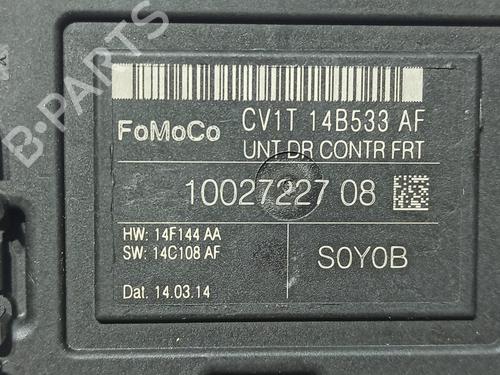 B-PARTS
FoMoCo
CV1T 14B533 AF
UNT DR CONTR FRT
10027227 08
HW: 14F144 AA
SW: 14C108 AF
S0Y0B
Dat. 14.03.14